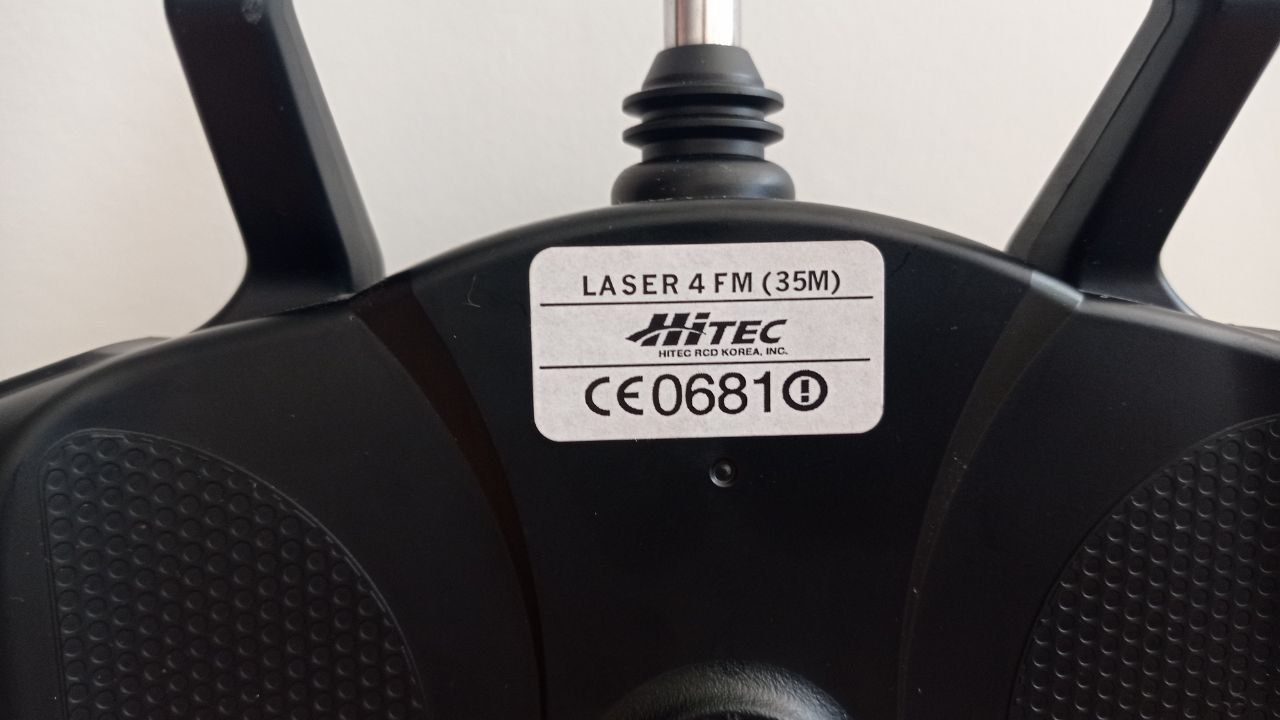 LASER 4 FM (35M)
HiTEC
HITEC RCD KOREA, INC.
CE0681!